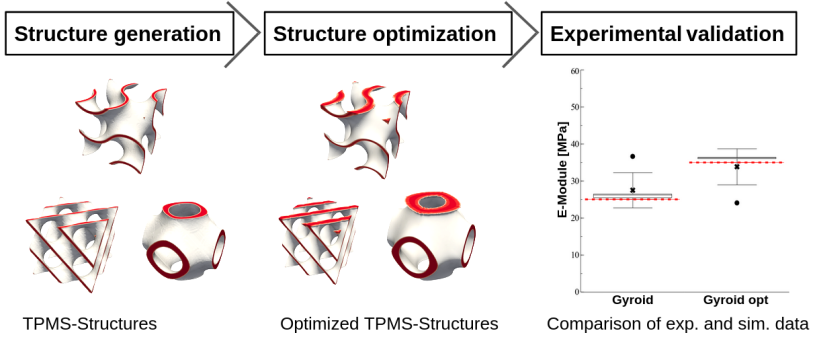 Structure generation
Structure optimization
Experimental validation
60
50
40
30
20
10
0
E-Module [MPa]
Gyroid
Gyroid opt
TPMS-Structures
Optimized TPMS-Structures
Comparison of exp. and sim. data